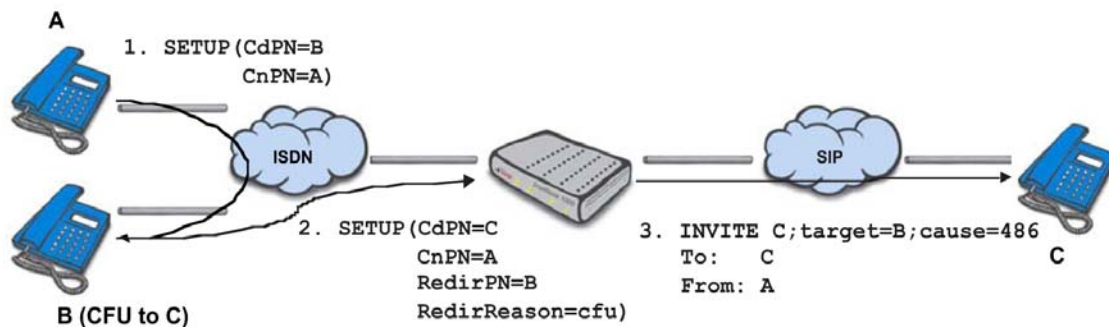 A
1. SETUP(CdPN=B
CnPN=A)
ISDN
SIP
2. SETUP(CdPN=C
CnPN=A
RedirPN=B
RedirReason=cfu)
3. INVITE C;target=B;cause=486
To: C
From: A
C
B (CFU to C)